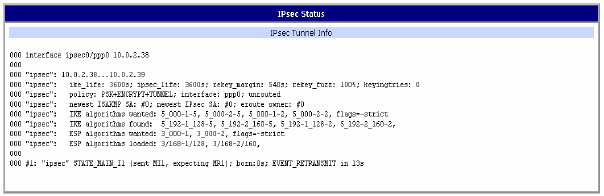 IPsec Status
IPsec Tunnel Info
000 interface ipsec0/ppp0 10.0.2.38
000
000 "ipsec": 10.0.2.38...10.0.2.39
000 "ipsec":   ike_life: 3600s; ipsec_life: 3600s; rekey_margin: 540s; rekey_fuzz: 100%; keyingtries: 0
000 "ipsec":   policy: PSK+ENCRYPT+TUNNEL; interface: ppp0; unrouted
000 "ipsec":   newest ISAKMP SA: #0; newest IPsec SA: #0; eroute owner: #0
000 "ipsec":   IKE algorithms wanted: 5_000-1-5, 5_000-2-5, 5_000-1-2, 5_000-2-2, flags=-strict
000 "ipsec":   IKE algorithms found:  5_192-1_128-5, 5_192-2_160-5, 5_192-1_128-2, 5_192-2_160-2,
000 "ipsec":   ESP algorithms wanted: 3_000-1, 3_000-2, flags=-strict
000 "ipsec":   ESP algorithms loaded: 3/168-1/128, 3/168-2/160,
000
000 #1: "ipsec" STATE_MAIN_I1 (sent MI1, expecting MR1); born:0s; EVENT_RETRANSMIT in 13s